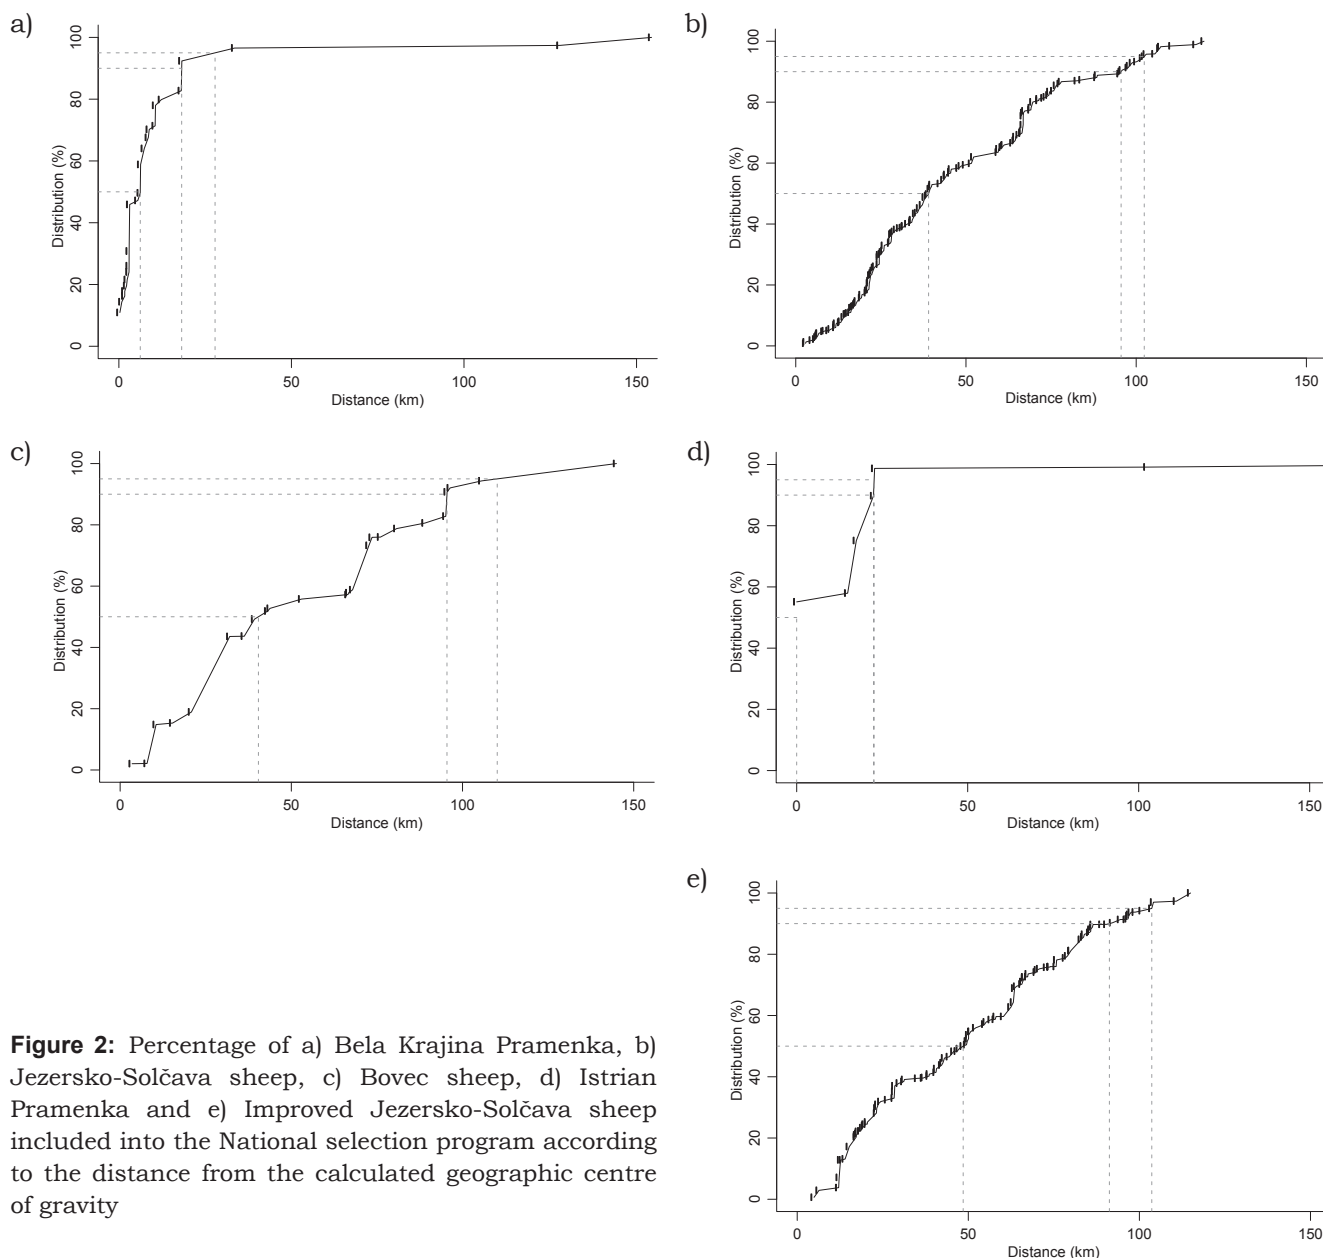 a)
100
80
60
40
20
0
Distribution (%)
0 50 100 150
Distance (km)
b)
100
80
60
40
20
0
Distribution (%)
0 50 100 150
Distance (km)
c)
100
80
60
40
20
0
Distribution (%)
0 50 100 150
Distance (km)
d)
100
80
60
40
20
0
Distribution (%)
0 50 100 150
Distance (km)
e)
100
80
60
40
20
0
Distribution (%)
0 50 100 150
Distance (km)
Figure 2: Percentage of a) Bela Krajina Pramenka, b)
Jezersko-Solčava sheep, c) Bovec sheep, d) Istrian
Pramenka and e) Improved Jezersko-Solčava sheep
included into the National selection program according
to the distance from the calculated geographic centre
of gravity